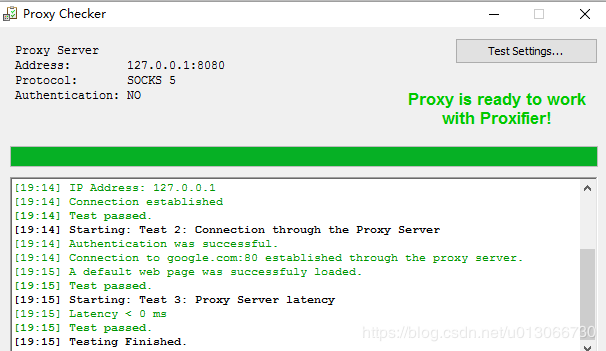 Proxy Checker
Proxy Server
Address: 127.0.0.1:8080
Protocol: SOCKS 5
Authentication: NO
Test Settings...
Proxy is ready to work
with Proxifier!
[19:14] IP Address: 127.0.0.1
[19:14] Connection established
[19:14] Test passed.
[19:14] Starting: Test 2: Connection through the Proxy Server
[19:14] Authentication was successful.
[19:14] Connection to google.com:80 established through the proxy server.
[19:15] A default web page was successfuly loaded.
[19:15] Test passed.
[19:15] Starting: Test 3: Proxy Server latency
[19:15] Latency < 0 ms
[19:15] Test passed.
[19:15] Testing Finished.
https://blog.csdn.net/u013066730